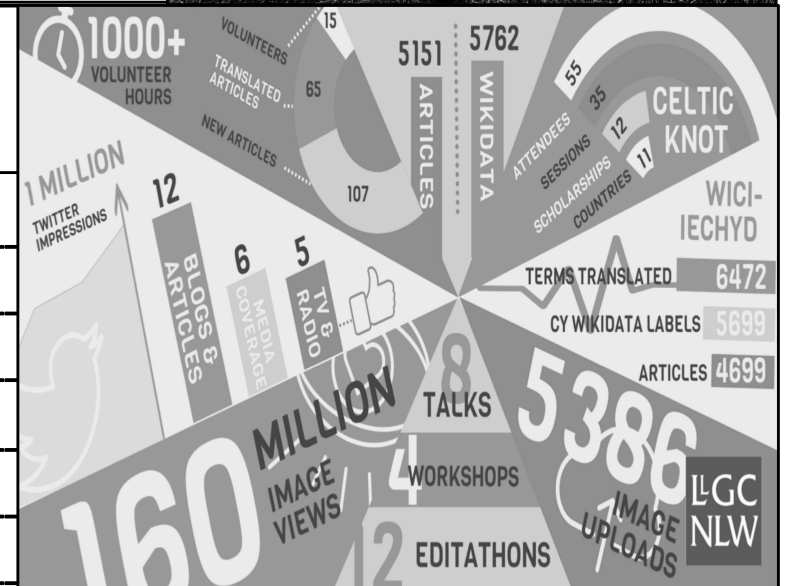 1000+
VOLUNTEER
HOURS
VOLUNTEERS
15
TRANSLATED
ARTICLES
65
NEW ARTICLES
107
5151
ARTICLES
5762
WIKIDATA
55
35
12
11
ATTENDEES
SESSIONS
SCHOLARSHIPS
COUNTRIES
CELTIC
KNOT
1 MILLION
TWITTER
IMPRESSIONS
12
BLOGS &
ARTICLES
6
MEDIA
COVERAGE
5
TV &
RADIO
WICI-
IECHYD
TERMS TRANSLATED 6472
CY WIKIDATA LABELS 5699
ARTICLES 4699
160
MILLION
IMAGE
VIEWS
8
TALKS
4 WORKSHOPS
12 EDITATHONS
5386
IMAGE
UPLOADS
LLGC
NLW